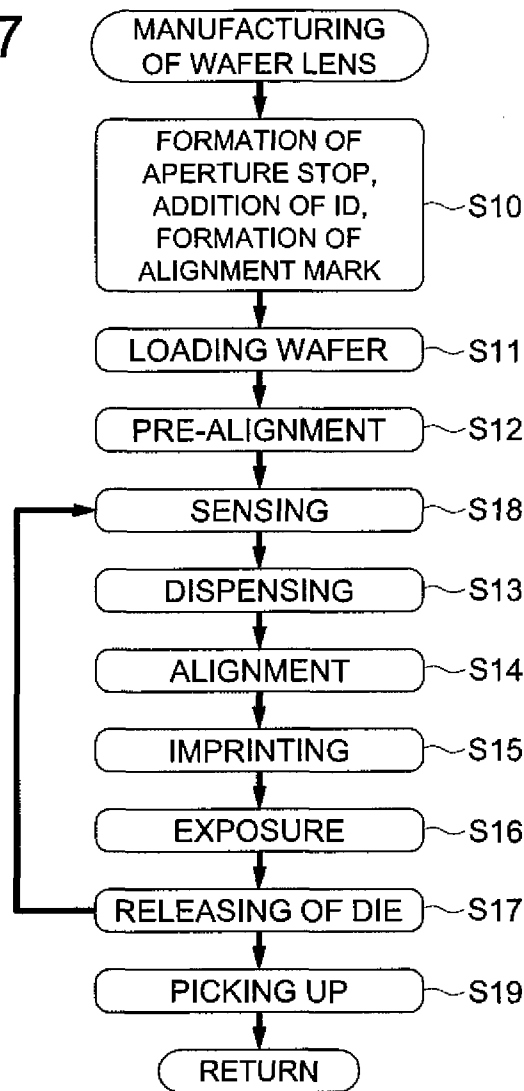 7
MANUFACTURING
OF WAFER LENS
FORMATION OF
APERTURE STOP,
ADDITION OF ID,
FORMATION OF
ALIGNMENT MARK
S10
LOADING WAFER
S11
PRE-ALIGNMENT
S12
SENSING
S18
DISPENSING
S13
ALIGNMENT
S14
IMPRINTING
S15
EXPOSURE
S16
RELEASING OF DIE
S17
PICKING UP
S19
RETURN